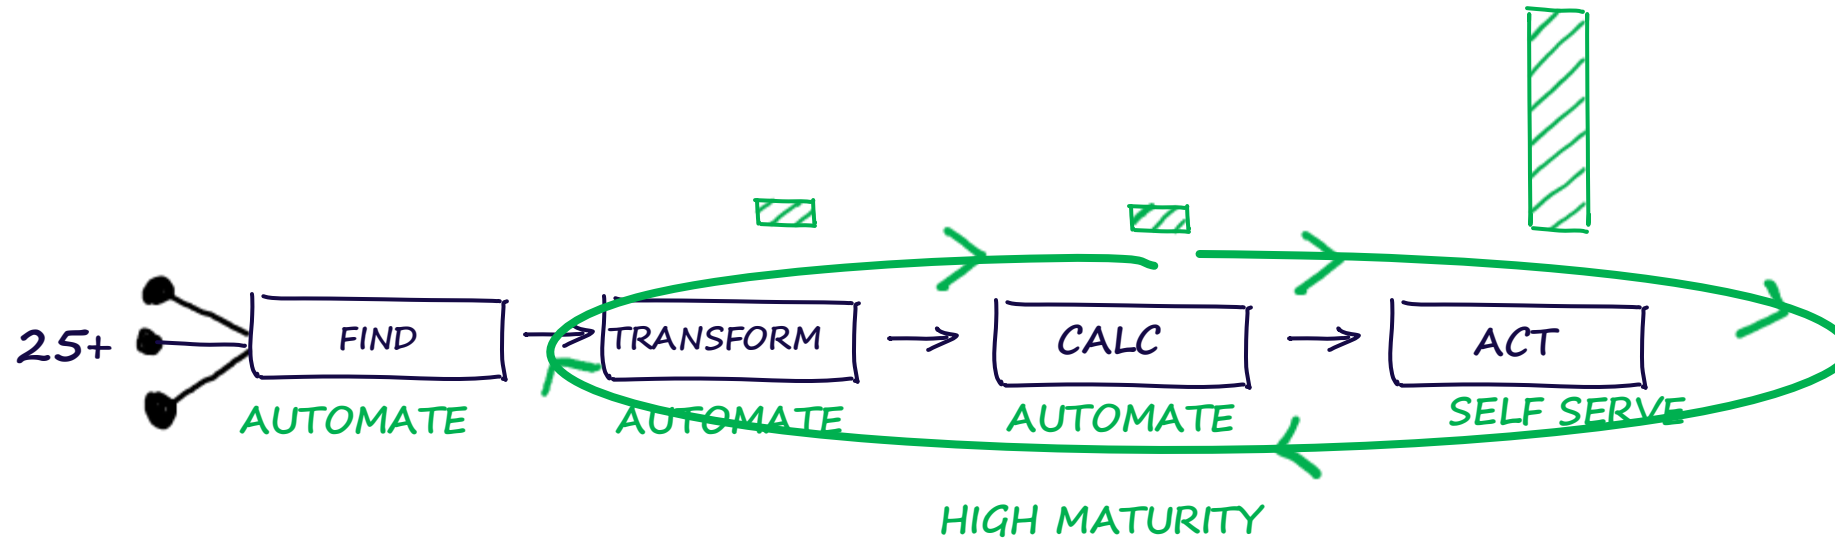 25+
FIND
TRANSFORM
CALC
ACT
AUTOMATE
AUTOMATE
AUTOMATE
SELF SERVE
HIGH MATURITY